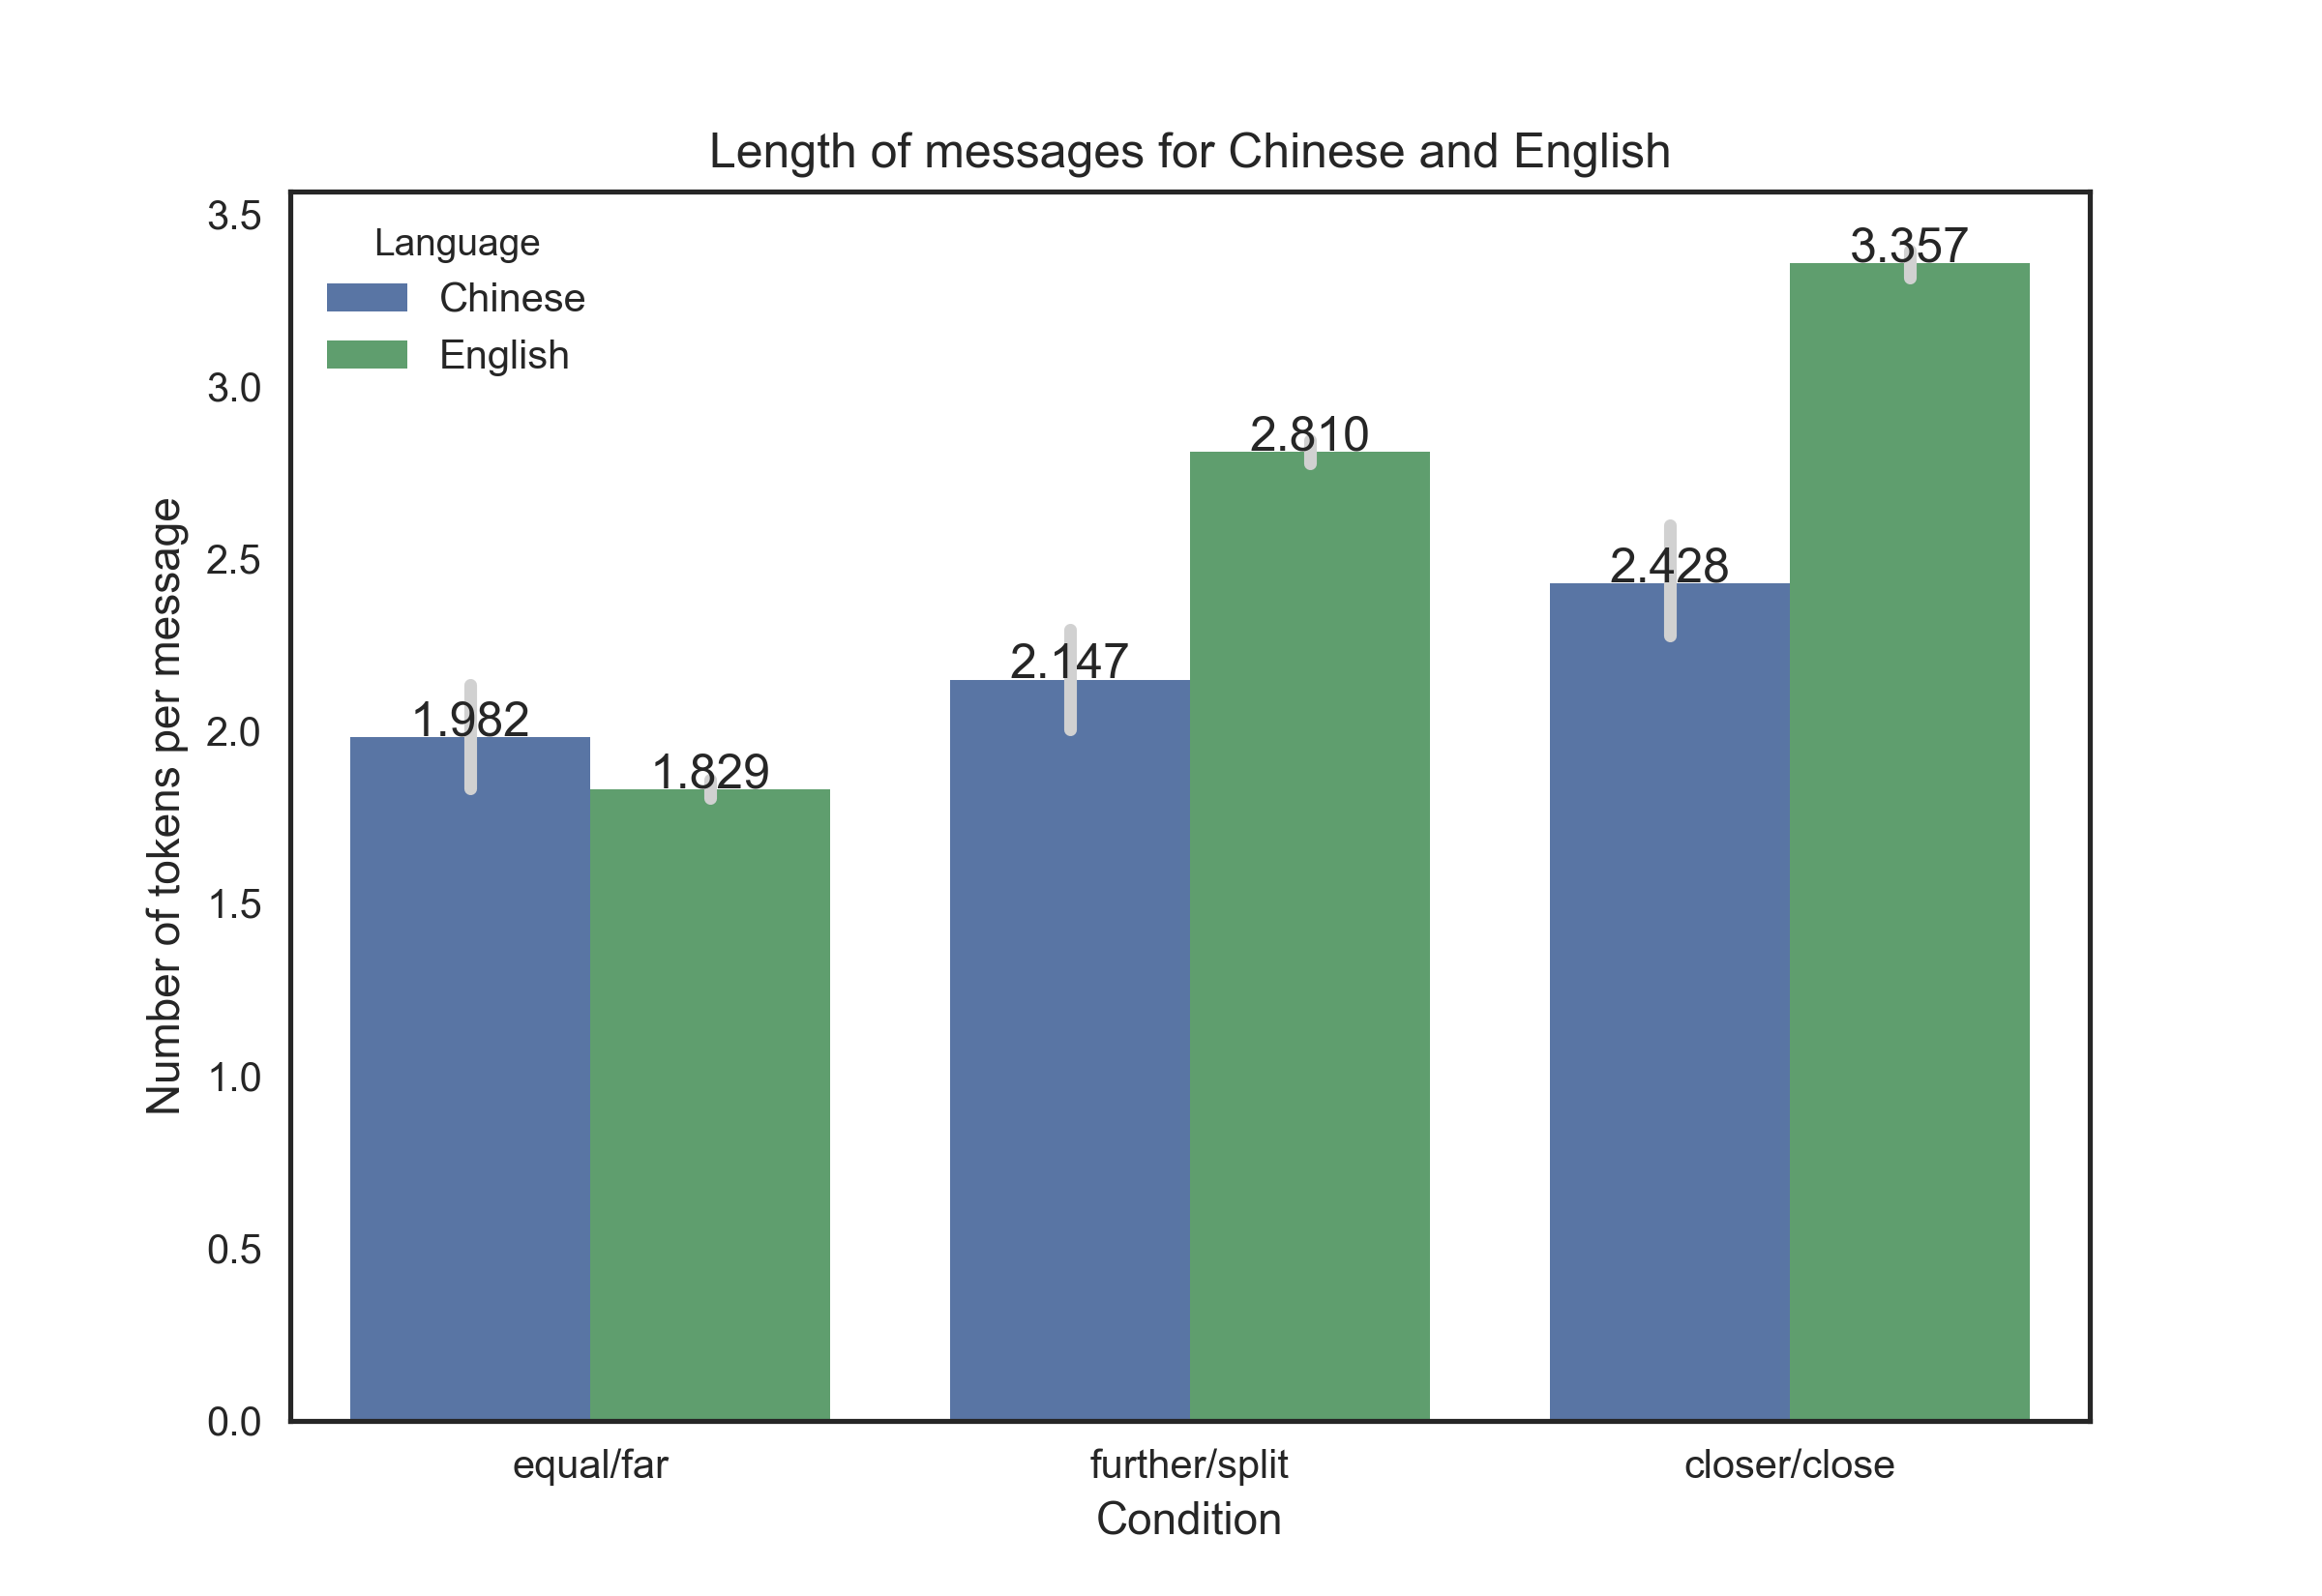 Length of messages for Chinese and English
3.5
3.0
2.5
2.0
1.5
1.0
0.5
0.0
Number of tokens per message
Language
Chinese
English
1.982
1.829
2.147
2.810
2.428
3.357
equal/far
further/split
closer/close
Condition